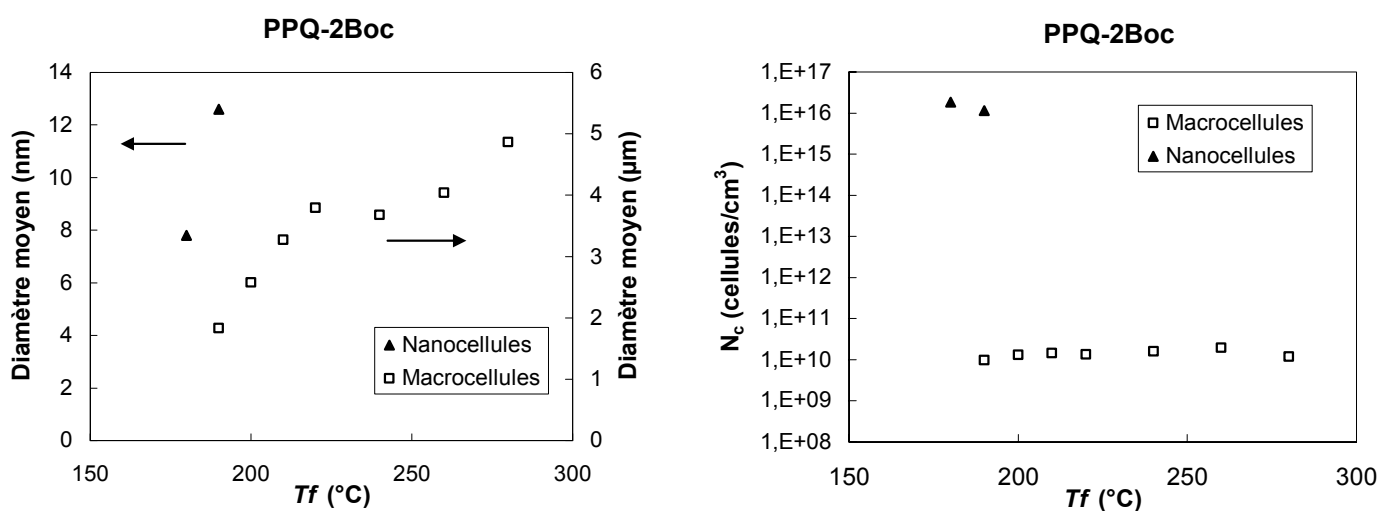 PPQ-2Boc
14
12
10
8
6
4
2
0
Diamètre moyen (nm)
6
5
4
3
2
1
0
Diamètre moyen (µm)
Nanocellules
Macrocellules
150
200
250
300
Tf (°C)
PPQ-2Boc
1,E+17
1,E+16
1,E+15
1,E+14
1,E+13
1,E+12
1,E+11
1,E+10
1,E+09
1,E+08
Nc (cellules/cm³)
Macrocellules
Nanocellules
150
200
250
300
Tf (°C)